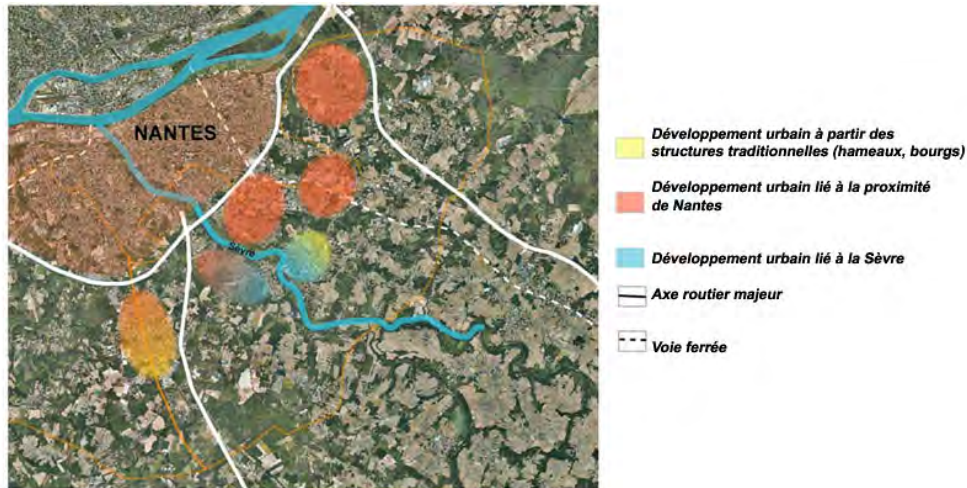 NANTES
Sèvre
Développement urbain à partir des
structures traditionnelles (hameaux, bourgs)
Développement urbain lié à la proximité
de Nantes
Développement urbain lié à la Sèvre
Axe routier majeur
Voie ferrée